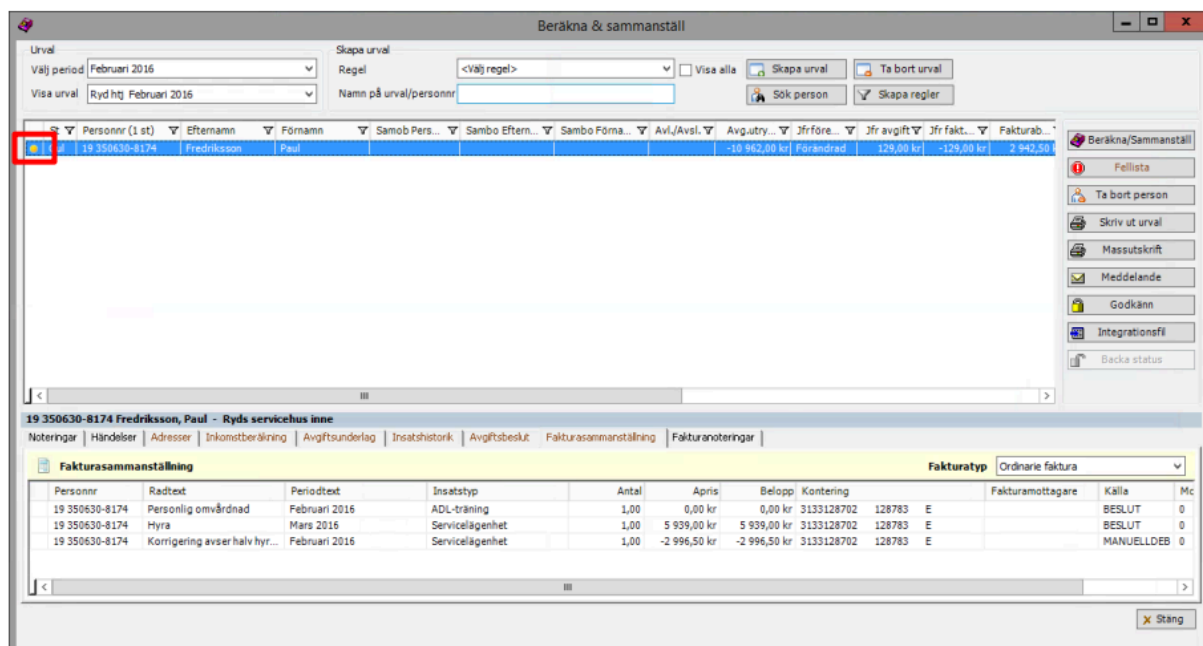 Beräkna & sammanställ
Urval
Skapa urval
Välj period Februari 2016
Regel <Välj regel> Visa alla Skapa urval Ta bort urval
Visa urval Ryd htj Februari 2016
Namn på urval/personnr Sök person Skapa regler
Personnr (1 st) Efternamn Förnamn Samob Pers... Sambo Eftern... Sambo Förna... Avl./Avsl. Avg.utry... Jfr före... Jfr avgift Jfr fakt.... Fakturab...
19 350630-8174 Fredriksson Paul -10 962,00 kr Förändrad 129,00 kr -129,00 kr 2 942,50
Beräkna/Sammanställ
Fellista
Ta bort person
Skriv ut urval
Massutskrift
Meddelande
Godkänn
Integrationsfil
Backa status
19 350630-8174 Fredriksson, Paul - Ryds servicehus inne
Noteringar Händelser Adresser Inkomstberäkning Avgiftsunderlag Insatshistorik Avgiftsbeslut Fakturasammanställning Fakturanoteringar
Fakturasammanställning Fakturatyp Ordinarie faktura
Personnr Radtext Periodtext Insatstyp Antal Apris Belopp Kontering Fakturamottagare Källa Mc
19 350630-8174 Personlig omvårdnad Februari 2016 ADL-träning 1,00 0,00 kr 0,00 kr 3133128702 128783 E BESLUT 0
19 350630-8174 Hyra Mars 2016 Servicelägenhet 1,00 5 939,00 kr 5 939,00 kr 3133128702 128783 E BESLUT 0
19 350630-8174 Korrigering avser halv hyr... Februari 2016 Servicelägenhet 1,00 -2 996,50 kr -2 996,50 kr 3133128702 128783 E MANUELLDEB 0
Stäng